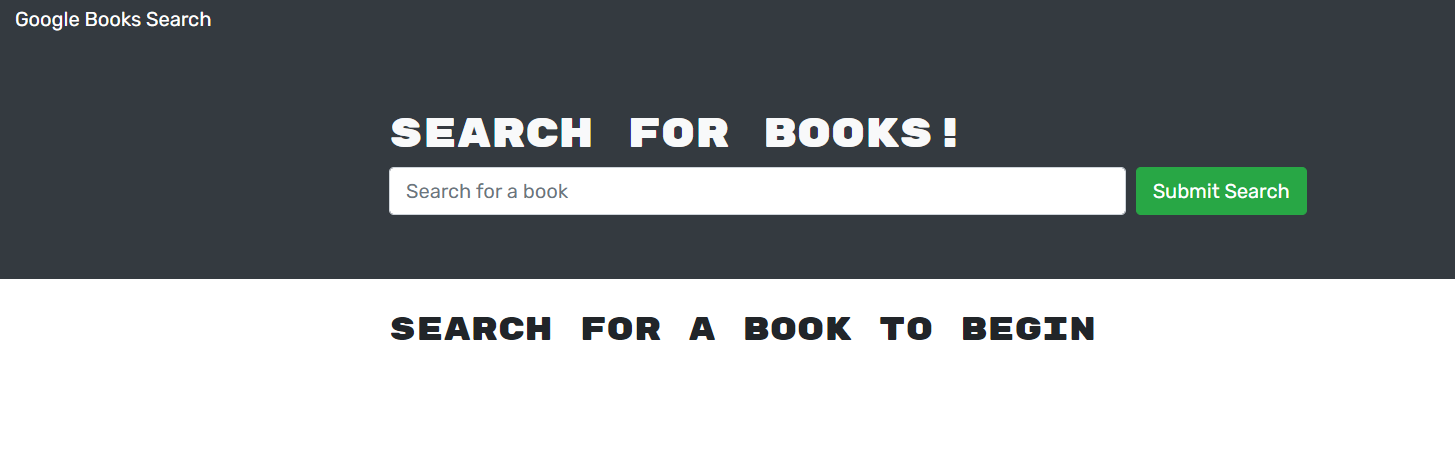 Google Books Search
SEARCH FOR BOOKS!
Search for a book
Submit Search
SEARCH FOR A BOOK TO BEGIN